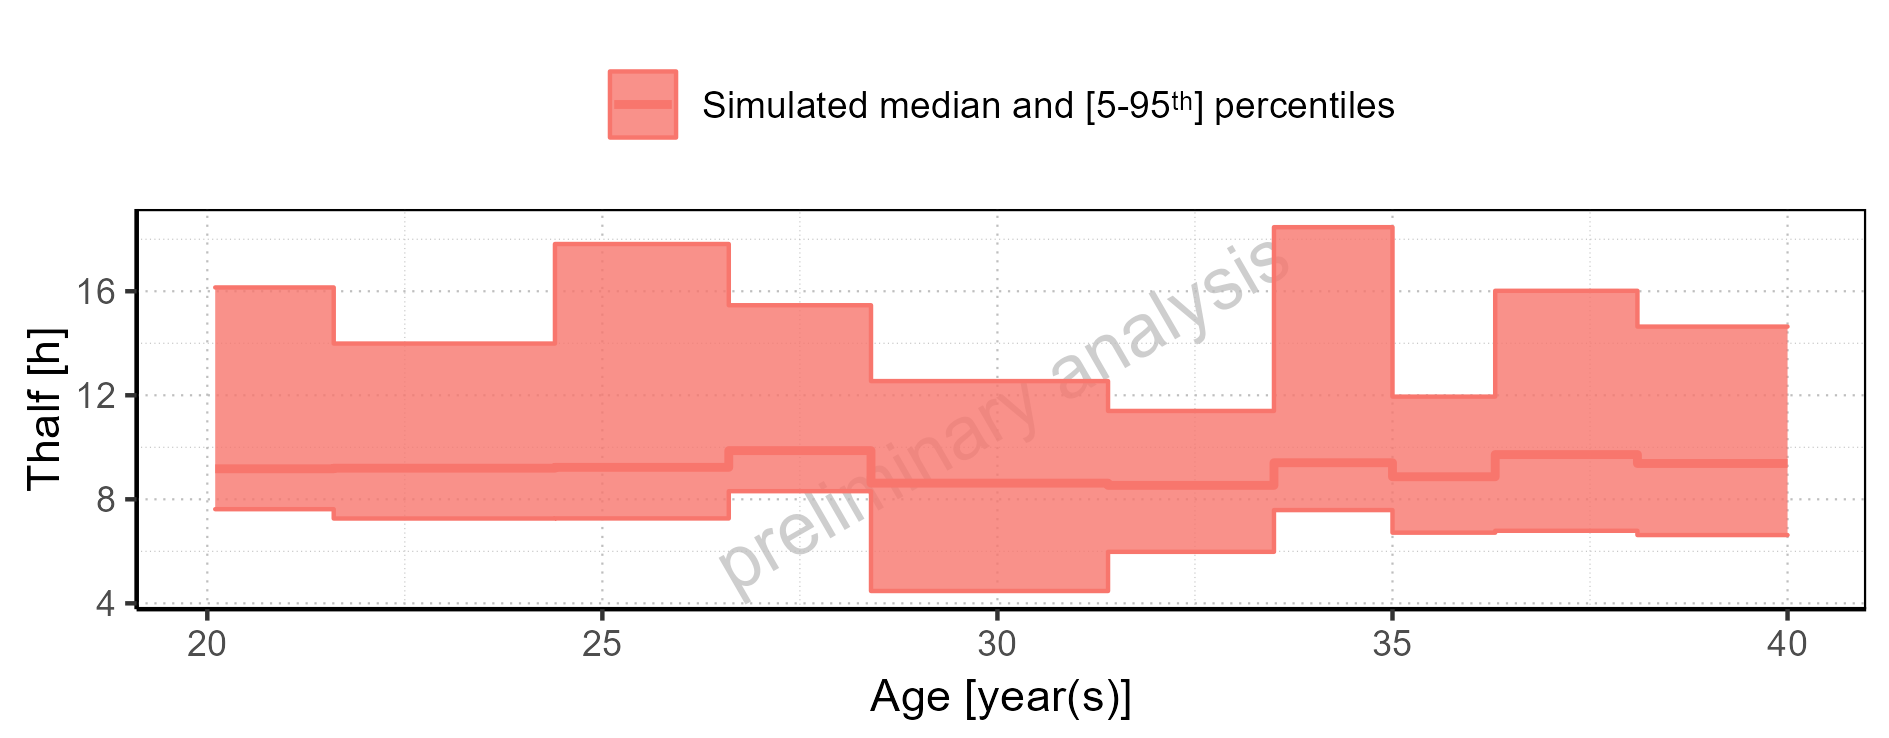 Simulated median and [5-95th] percentiles
Thalf [h]
16
12
8
4
preliminary analysis
20 25 30 35 40
Age [year(s)]